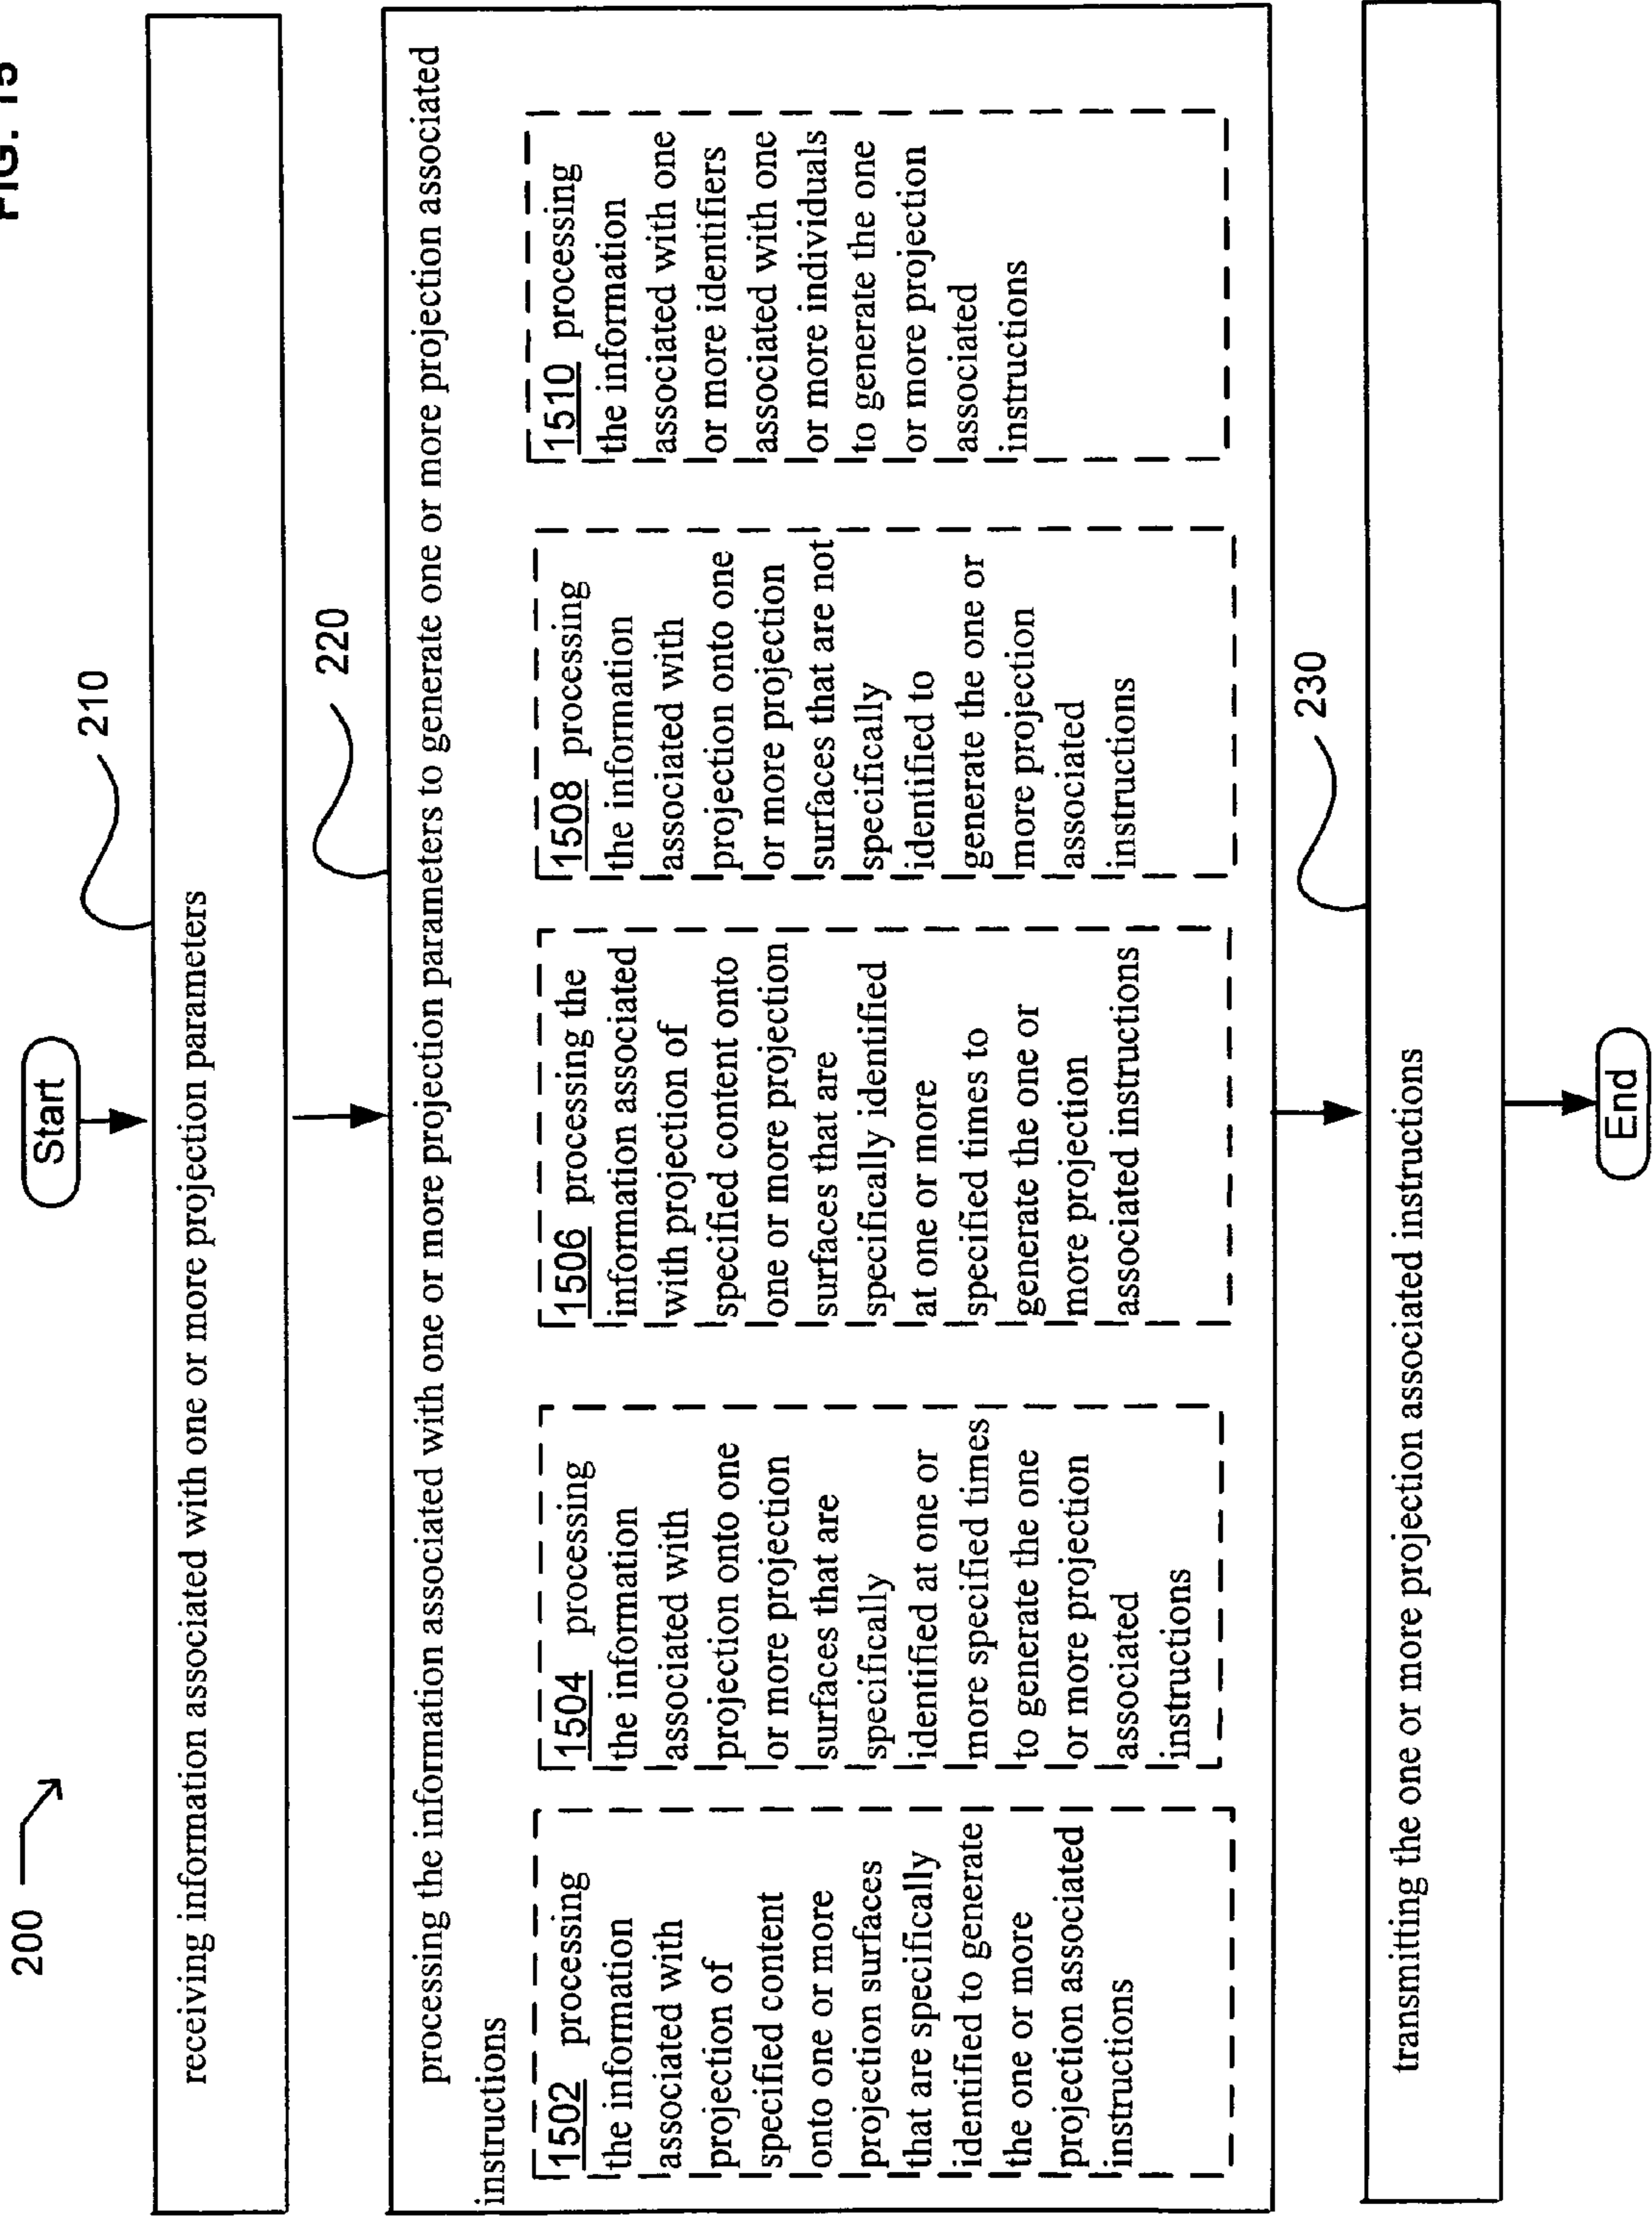 FIG. 15
200
Start
210
receiving information associated with one or more projection parameters
220
processing the information associated with one or more projection parameters to generate one or more projection associated
instructions
1502 processing
the information
associated with
projection of
specified content
onto one or more
projection surfaces
that are specifically
identified to generate
the one or more
projection associated
instructions
1504 processing
the information
associated with
projection onto one
or more projection
surfaces that are
specifically
identified at one or
more specified times
to generate the one
or more projection
associated
instructions
1506 processing the
information associated
with projection of
specified content onto
one or more projection
surfaces that are
specifically identified
at one or more
specified times to
generate the one or
more projection
associated instructions
1508 processing
the information
associated with
projection onto one
or more projection
surfaces that are not
specifically
identified to
generate the one or
more projection
associated
instructions
1510 processing
the information
associated with one
or more identifiers
associated with one
or more individuals
to generate the one
or more projection
associated
instructions
230
transmitting the one or more projection associated instructions
End